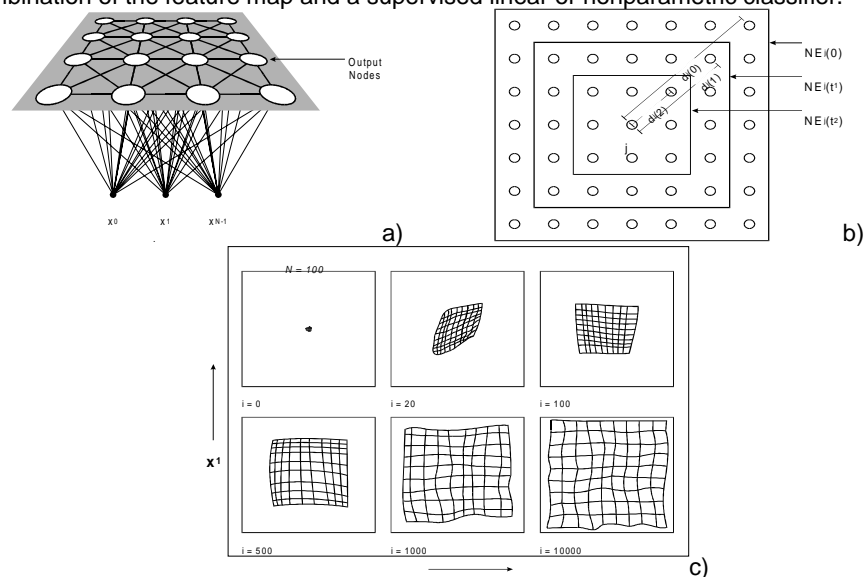 bination of the feature map and a supervised linear or nonparametric classifier.
Output
Nodes
x0 x1 xN-1
a)
NEj(0)
NEj(t1)
NEj(t2)
dj(0)
dj(1)
dj(2)
j
b)
N = 100
i = 0 i = 20 i = 100
x1
i = 500 i = 1000 i = 10000
c)